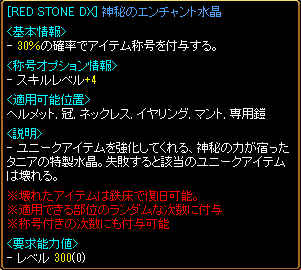 [RED STONE DX] 神秘のエンチャント水晶
<基本情報>
- 30%の確率でアイテム称号を付与する。
<称号オプション情報>
- スキルレベル+4
<適用可能位置>
ヘルメット, 冠, ネックレス, イヤリング, マント, 専用鎧
<説明>
- ユニークアイテムを強化してくれる、神秘の力が宿った
タニアの特製水晶。失敗すると該当のユニークアイテム
は壊れる。
※壊れたアイテムは鉄床で復旧可能。
※適用できる部位のランダムな次数に付与
※称号付きの次数にも付与可能
<要求能力値>
- レベル 300(0)